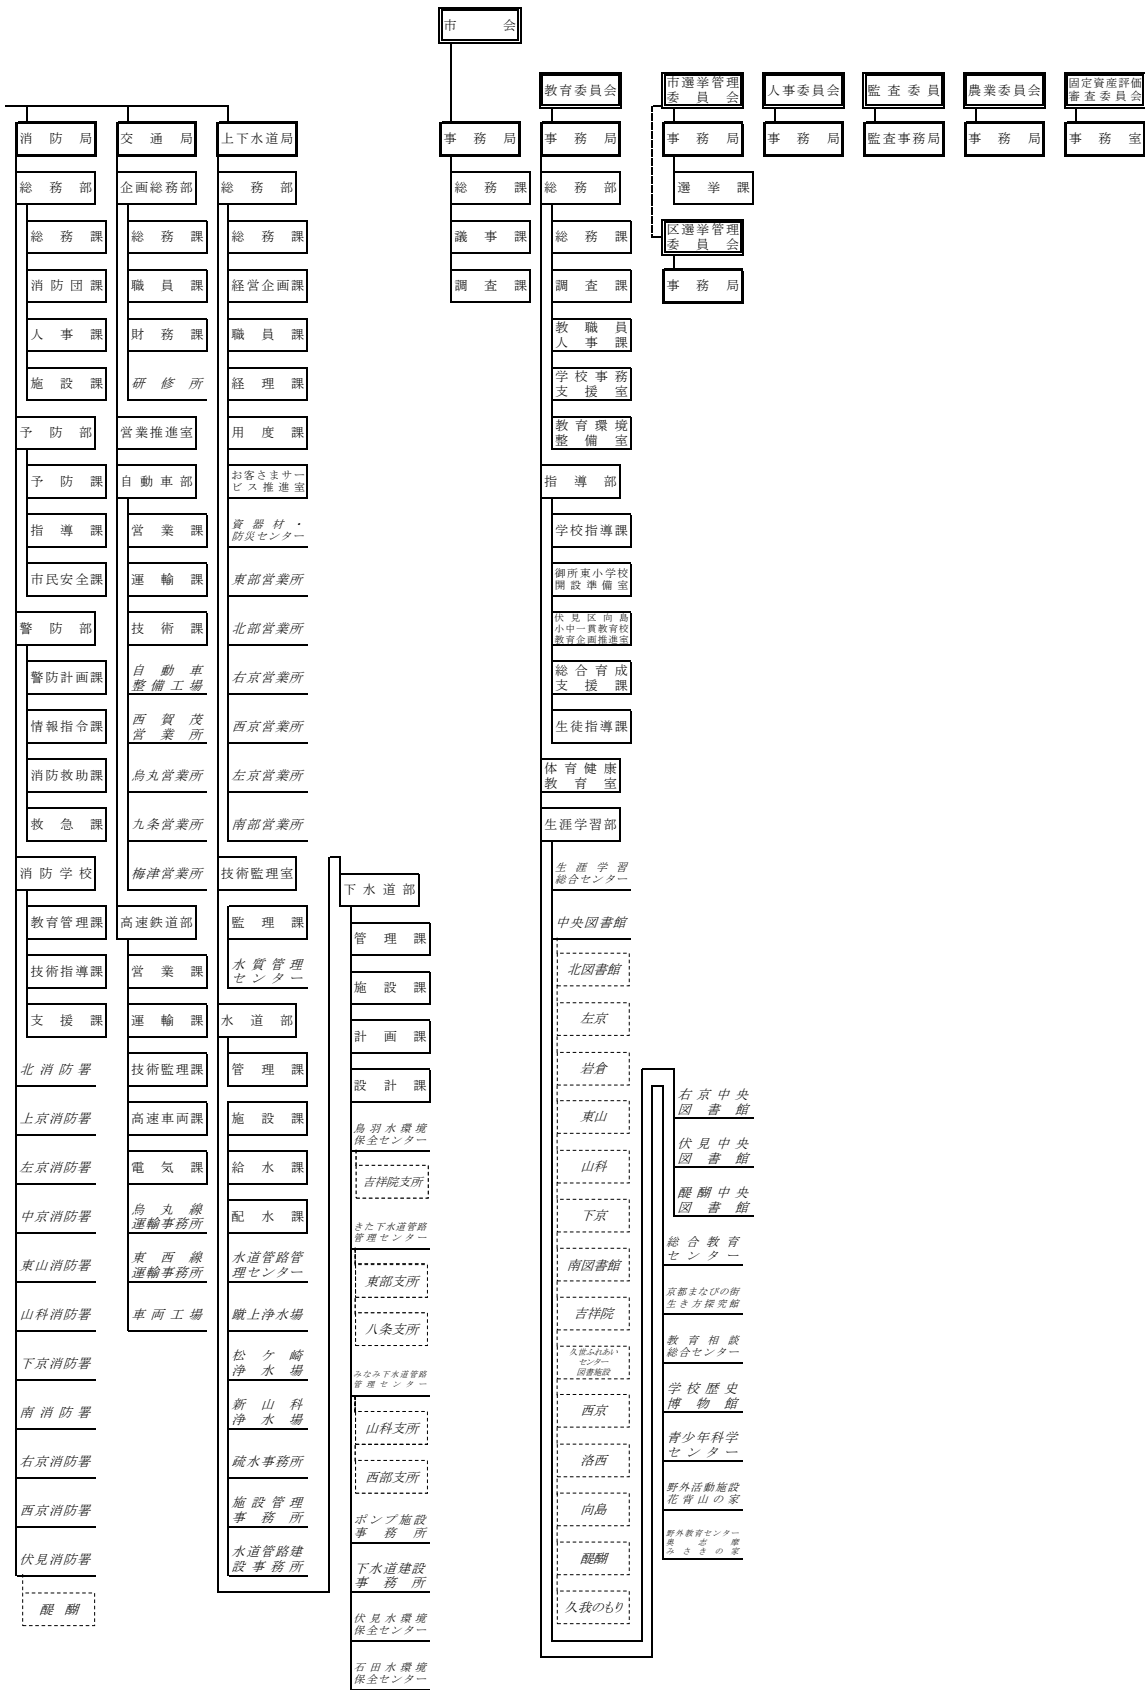 市会
消防局
総務部
総務課
消防団課
人事課
施設課
予防部
予防課
指導課
市民安全課
警防部
警防計画課
情報指令課
消防救助課
救急課
消防学校
教育管理課
技術指導課
支援課
北消防署
上京消防署
左京消防署
中京消防署
東山消防署
山科消防署
下京消防署
南消防署
右京消防署
西京消防署
伏見消防署
醍醐
交通局
企画総務部
総務課
職員課
財務課
研修所
営業推進室
自動車部
営業課
運輸課
技術課
自動車
整備工場
西賀茂
営業所
烏丸営業所
九条営業所
梅津営業所
高速鉄道部
営業課
運輸課
技術監理課
高速車両課
電気課
烏丸線
運輸事務所
東西線
運輸事務所
車両工場
上下水道局
総務部
総務課
経営企画課
職員課
経理課
用度課
お客さまサー
ビス推進室
資器材・
防災センター
東部営業所
北部営業所
右京営業所
西京営業所
左京営業所
南部営業所
技術監理室
監理課
水質管理
センター
水道部
管理課
施設課
給水課
配水課
水道管路管
理センター
蹴上浄水場
松ケ崎
浄水場
新山科
浄水場
疏水事務所
施設管理
事務所
水道管路建
設事務所
下水道部
管理課
施設課
計画課
設計課
鳥羽水環境
保全センター
吉祥院支所
きた下水道管路
管理センター
東部支所
八条支所
みなみ下水道管路
管理センター
山科支所
西部支所
ポンプ施設
事務所
下水道建設
事務所
伏見水環境
保全センター
石田水環境
保全センター
事務局
総務課
議事課
調査課
教育委員会
事務局
総務部
総務課
調査課
教職員
人事課
学校事務
支援室
教育環境
整備室
指導部
学校指導課
御所東小学校
開設準備室
伏見区向島
小中一貫教育校
教育企画推進室
総合育成
支援課
生徒指導課
体育健康
教育室
生涯学習部
生涯学習
総合センター
中央図書館
北図書館
左京
岩倉
東山
山科
下京
南図書館
吉祥院
久世ふれあい
センター
図書施設
西京
洛西
向島
醍醐
久我のもり
右京中央
図書館
伏見中央
図書館
醍醐中央
図書館
総合教育
センター
京都まなびの街
生き方探究館
教育相談
総合センター
学校歴史
博物館
青少年科学
センター
野外活動施設
花背山の家
野外教育センター
奥志摩
みさきの家
市選挙管理
委員会
事務局
選挙課
区選挙管理
委員会
事務局
人事委員会
事務局
監査委員
監査事務局
農業委員会
事務局
固定資産評価
審査委員会
事務室